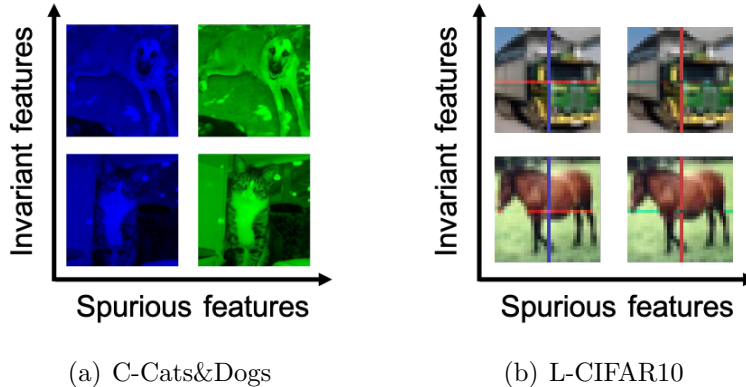 Invariant features
Spurious features
(a) C-Cats&Dogs
Invariant features
Spurious features
(b) L-CIFAR10